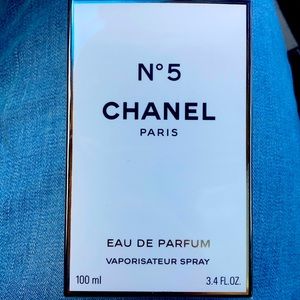 N°5
CHANEL
PARIS
EAU DE PARFUM
VAPORISATEUR SPRAY
100 ml 3.4 FL.OZ.